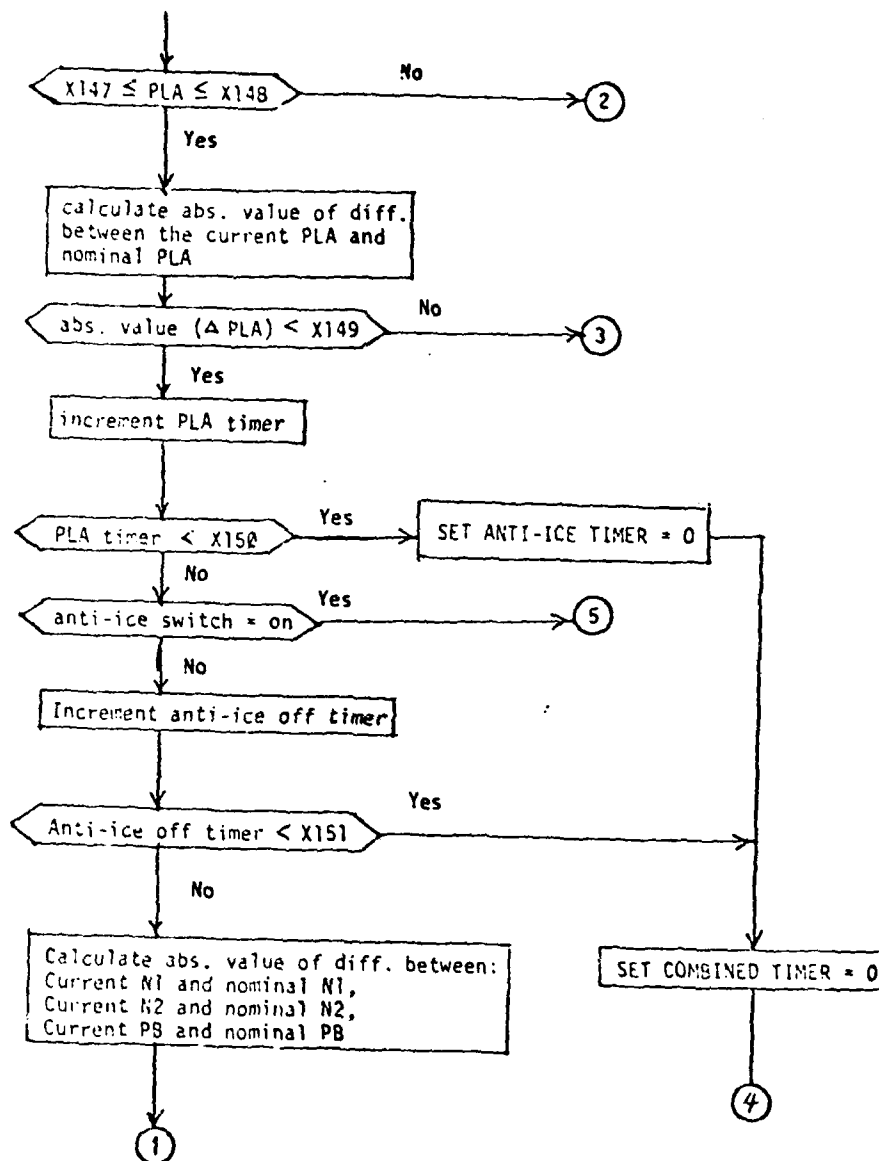 No
X147 ≤ PLA ≤ X148
2
Yes
calculate abs. value of diff.
between the current PLA and
nominal PLA
No
abs. value (Δ PLA) < X149
3
Yes
increment PLA timer
Yes
PLA timer < X150
SET ANTI-ICE TIMER = 0
No
Yes
anti-ice switch = on
5
No
Increment anti-ice off timer
Yes
Anti-ice off timer < X151
No
Calculate abs. value of diff. between:
Current N1 and nominal N1,
Current N2 and nominal N2,
Current PB and nominal PB
SET COMBINED TIMER = 0
4
1